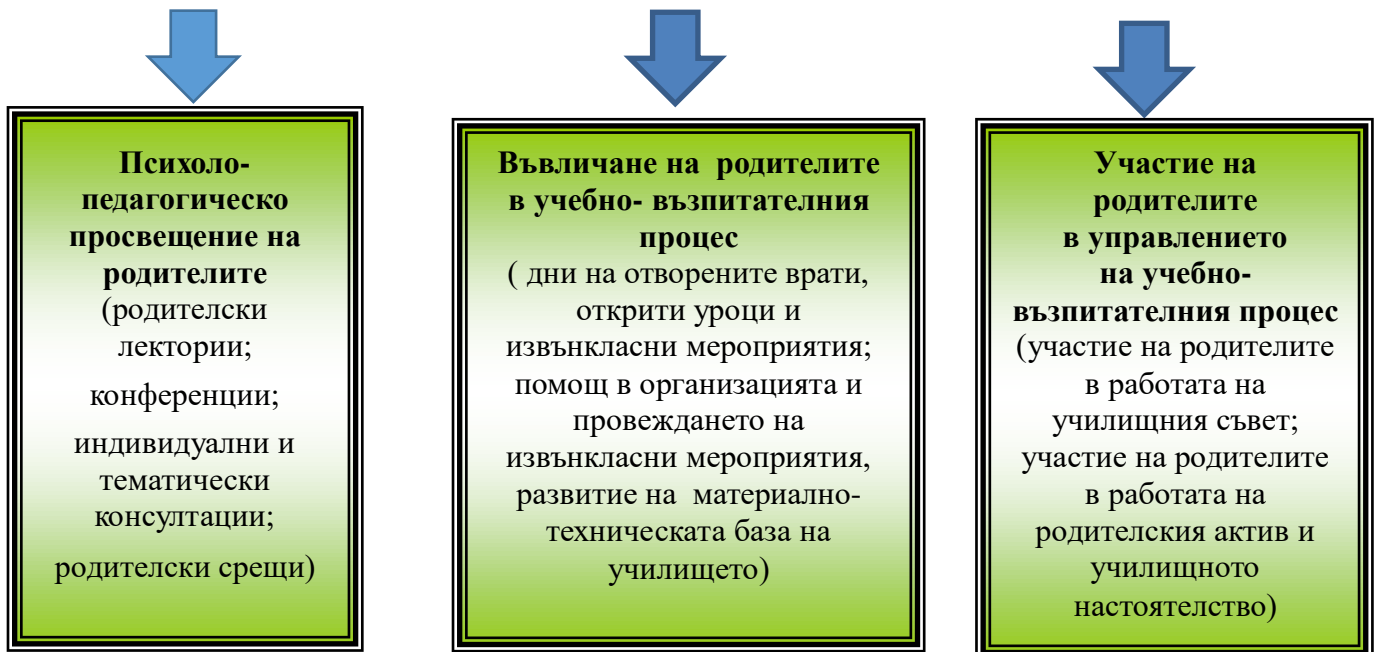 Психоло-
педагогическо
просвещение на
родителите
(родителски
лектории;
конференции;
индивидуални и
тематически
консултации;
родителски срещи)
Въвличане на родителите
в учебно- възпитателния
процес
( дни на отворените врати,
открити уроци и
извънкласни мероприятия;
помощ в организацията и
провеждането на
извънкласни мероприятия,
развитие на материално-
техническата база на
училището)
Участие на
родителите
в управлението
на учебно-
възпитателния процес
(участие на родителите
в работата на
училищния съвет;
участие на родителите
в работата на
родителския актив и
училищното
настоятелство)